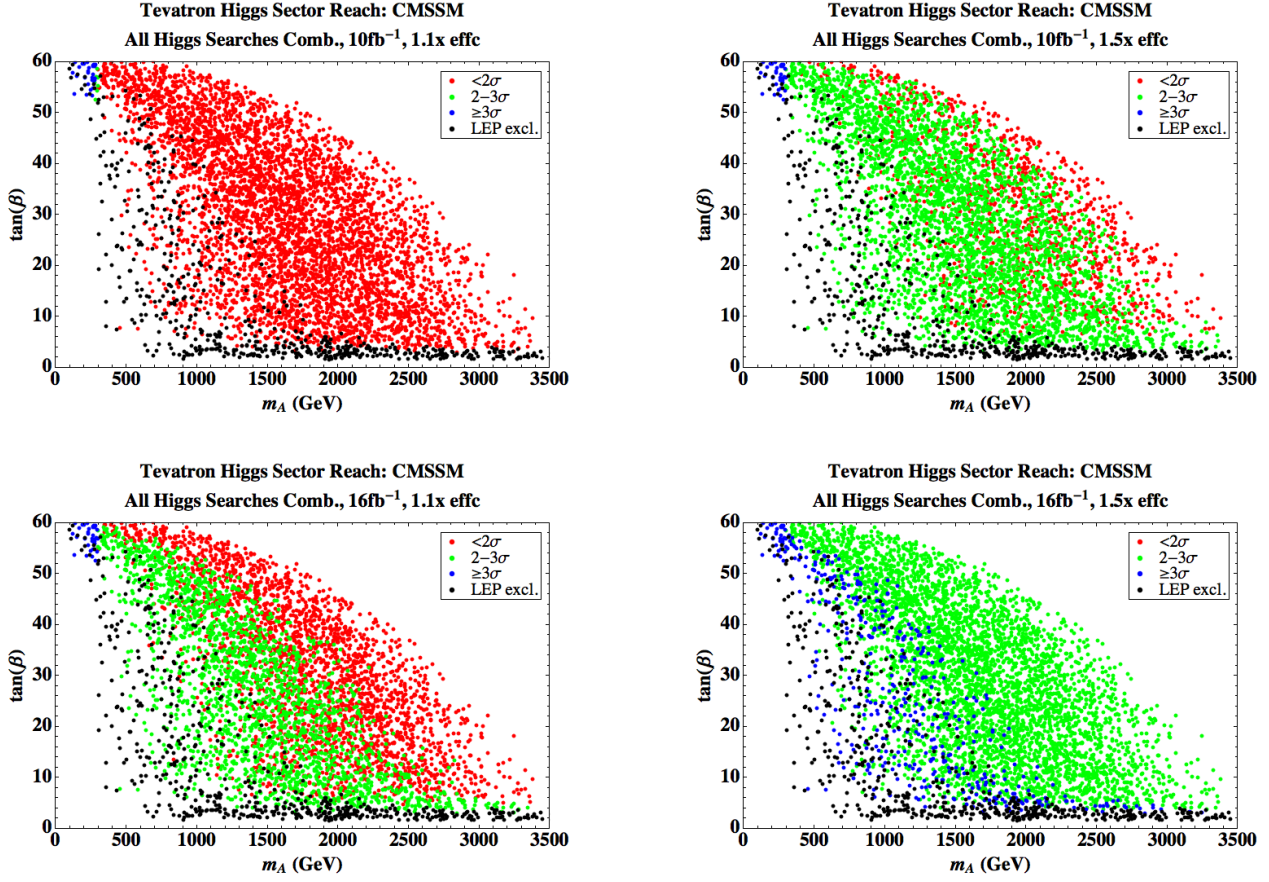 Tevatron Higgs Sector Reach: CMSSM
All Higgs Searches Comb., 10fb⁻¹, 1.1x effc
<2σ
2−3σ
≥3σ
LEP excl.
60
50
40
30
20
10
0
tan(β)
0 500 1000 1500 2000 2500 3000 3500
m_A (GeV)
Tevatron Higgs Sector Reach: CMSSM
All Higgs Searches Comb., 10fb⁻¹, 1.5x effc
<2σ
2−3σ
≥3σ
LEP excl.
60
50
40
30
20
10
0
tan(β)
0 500 1000 1500 2000 2500 3000 3500
m_A (GeV)
Tevatron Higgs Sector Reach: CMSSM
All Higgs Searches Comb., 16fb⁻¹, 1.1x effc
<2σ
2−3σ
≥3σ
LEP excl.
60
50
40
30
20
10
0
tan(β)
0 500 1000 1500 2000 2500 3000 3500
m_A (GeV)
Tevatron Higgs Sector Reach: CMSSM
All Higgs Searches Comb., 16fb⁻¹, 1.5x effc
<2σ
2−3σ
≥3σ
LEP excl.
60
50
40
30
20
10
0
tan(β)
0 500 1000 1500 2000 2500 3000 3500
m_A (GeV)